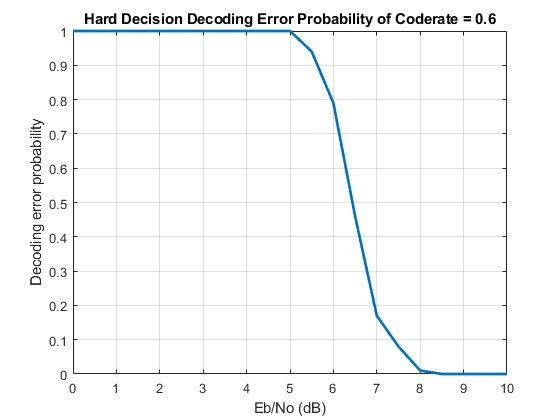 Hard Decision Decoding Error Probability of Coderate = 0.6
1
0.9
0.8
0.7
0.6
0.5
0.4
0.3
0.2
0.1
0
Decoding error probability
0 1 2 3 4 5 6 7 8 9 10
Eb/No (dB)